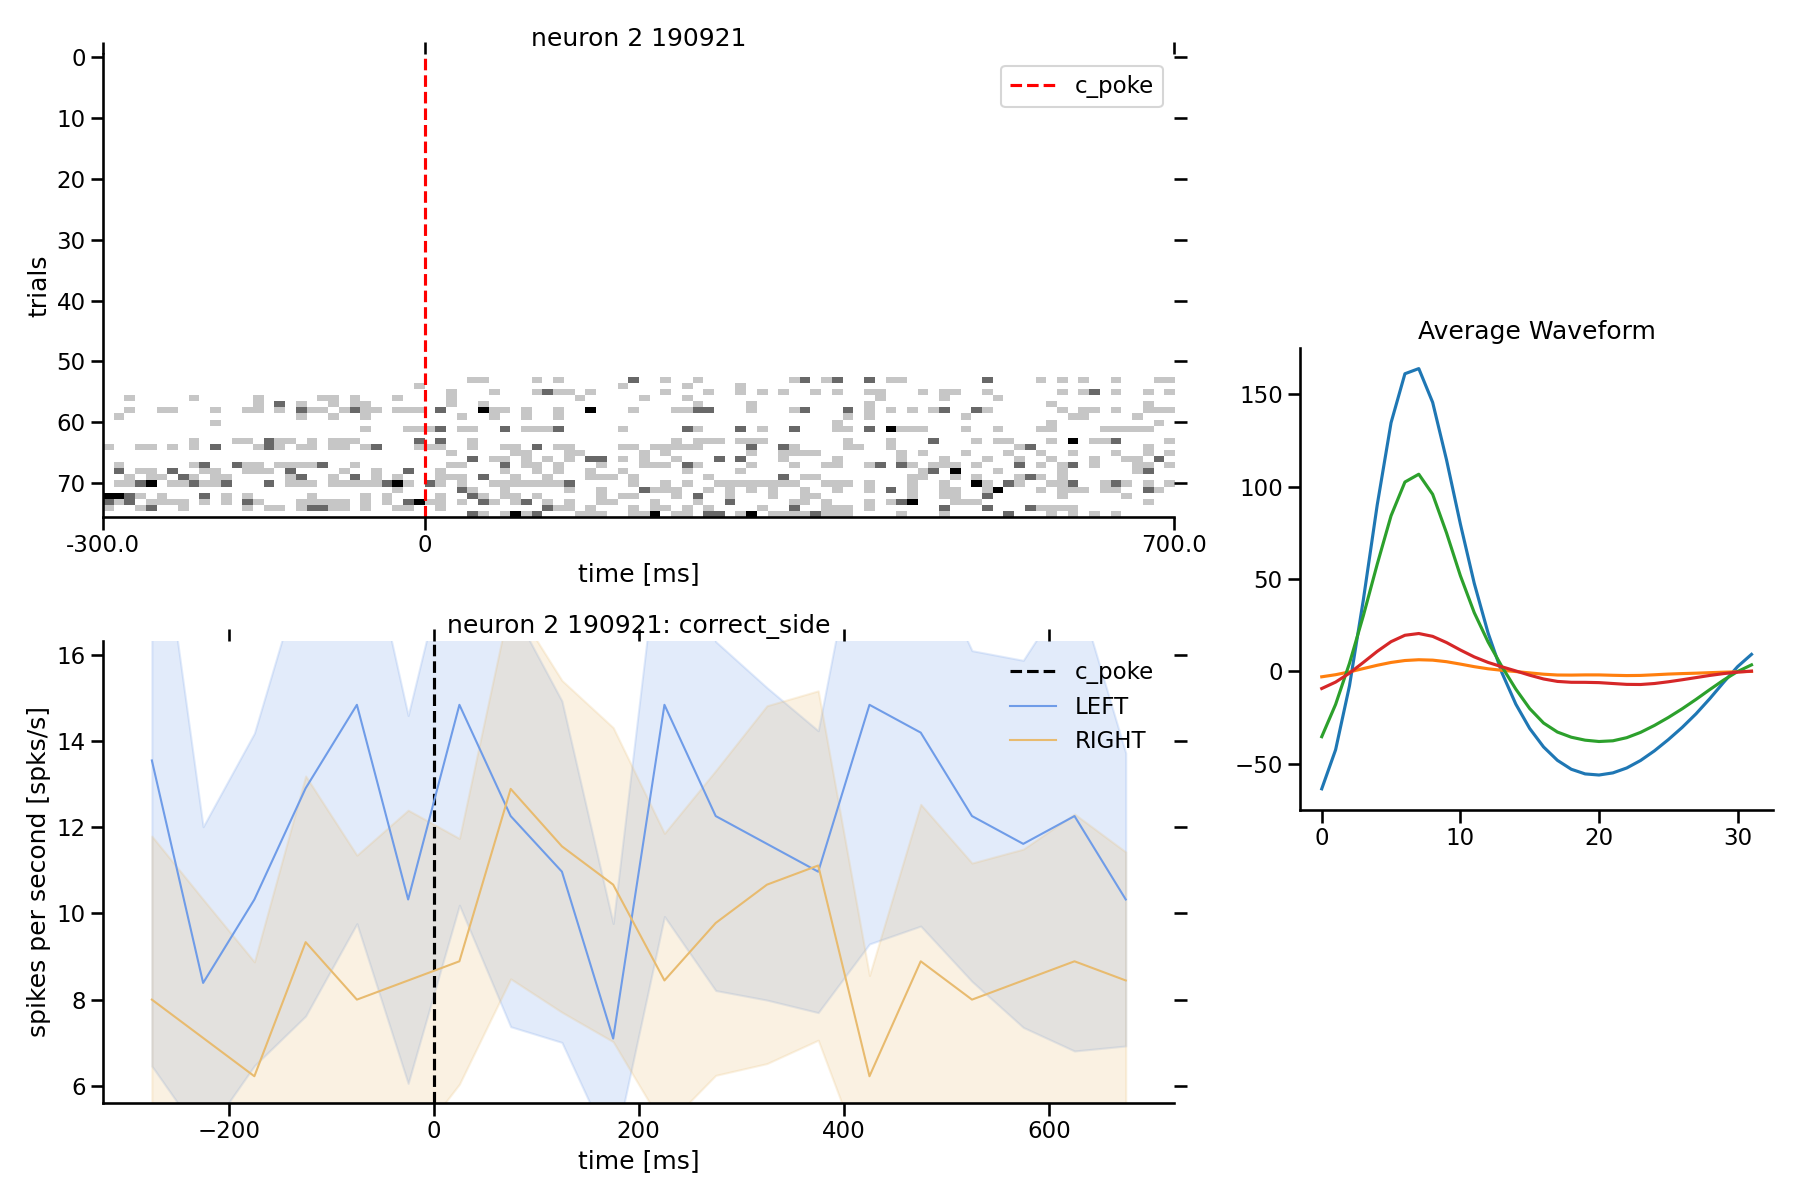 neuron 2 190921
c_poke
trials
0
10
20
30
40
50
60
70
-300.0
0
700.0
time [ms]
neuron 2 190921: correct_side
c_poke
LEFT
RIGHT
spikes per second [spks/s]
16
14
12
10
8
6
−200
0
200
400
600
time [ms]
Average Waveform
150
100
50
0
−50
0
10
20
30